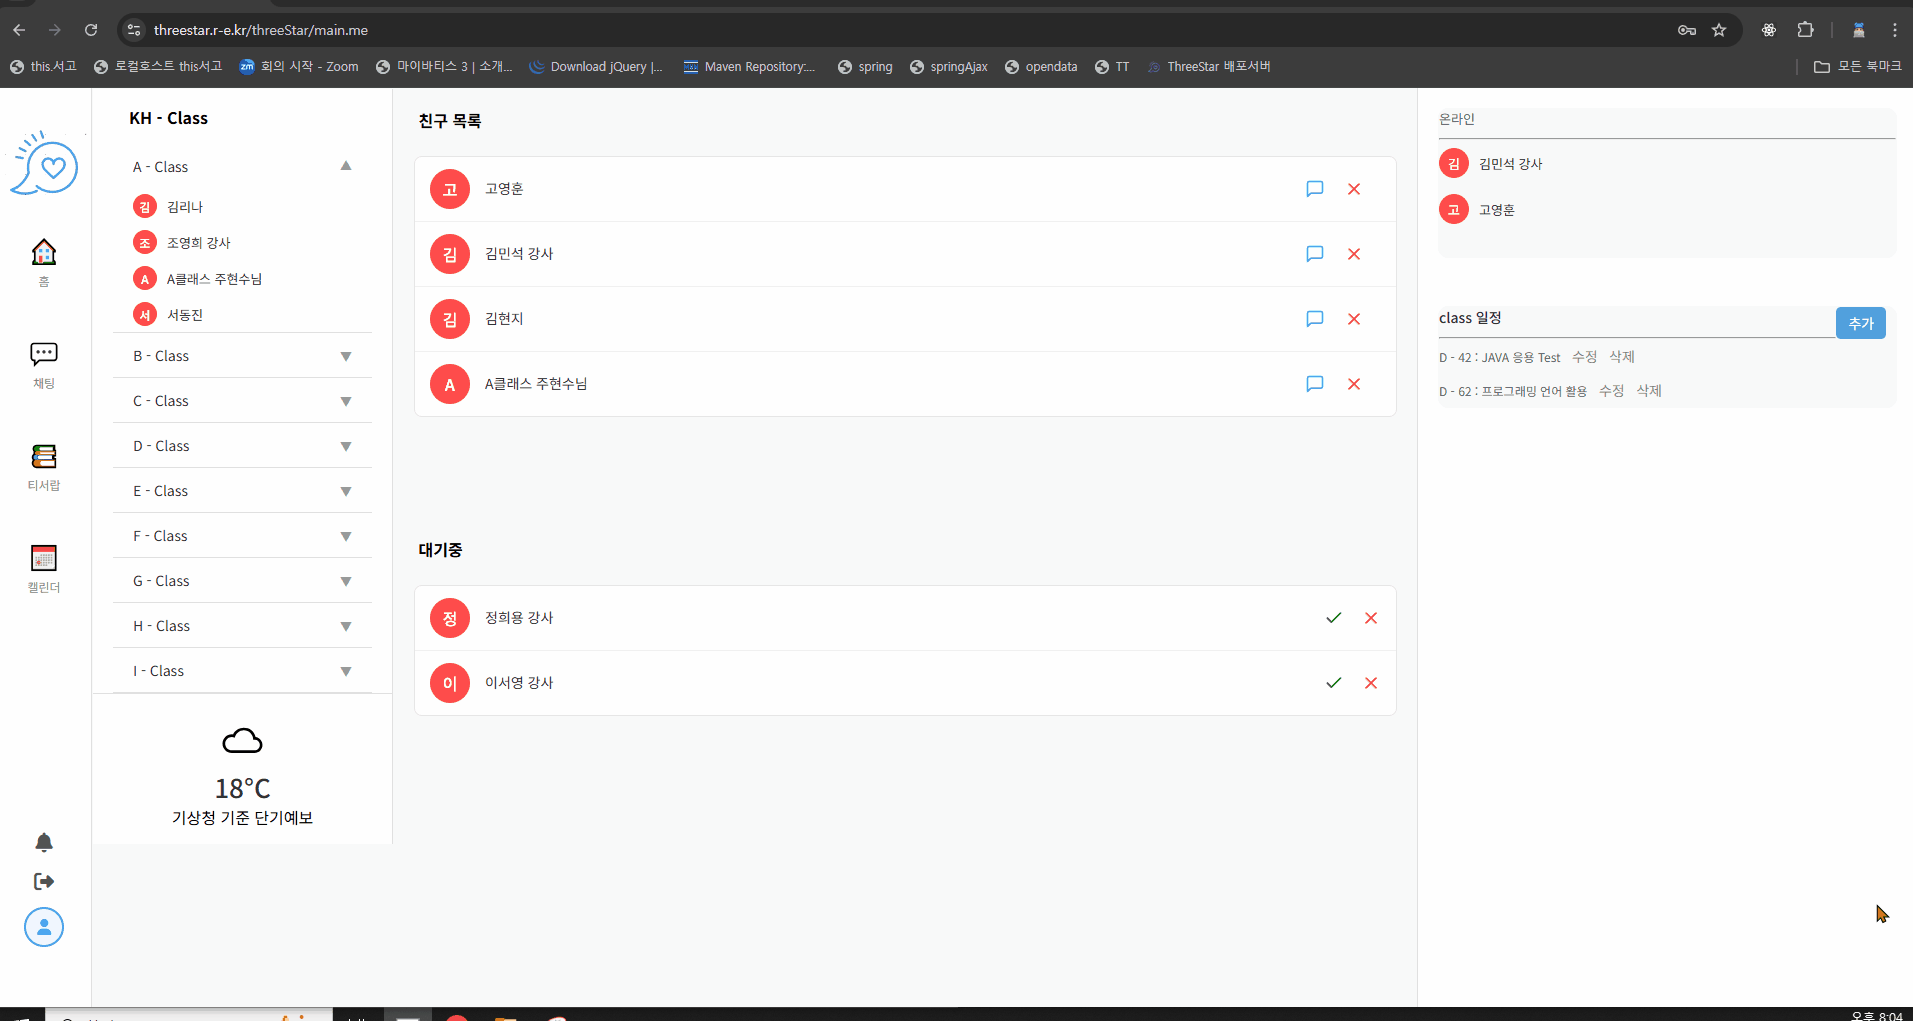 threestar.r-e.kr/threeStar/main.me
this.서고
로컬호스트 this서고
zm 회의 시작 - Zoom
마이바티스 3 | 소개...
Download jQuery |...
Maven Repository:...
spring
springAjax
opendata
TT
ThreeStar 배포서버
모든 북마크
홈
채팅
티서랍
캘린더
KH - Class
A - Class ▲
김 김리나
조 조영희 강사
A A클래스 주현수님
서 서동진
B - Class ▼
C - Class ▼
D - Class ▼
E - Class ▼
F - Class ▼
G - Class ▼
H - Class ▼
I - Class ▼
18°C
기상청 기준 단기예보
친구 목록
고 고영훈
김 김민석 강사
김 김현지
A A클래스 주현수님
대기중
정 정희용 강사
이 이서영 강사
온라인
김 김민석 강사
고 고영훈
class 일정 추가
D - 42 : JAVA 응용 Test 수정 삭제
D - 62 : 프로그래밍 언어 활용 수정 삭제
오후 8:04